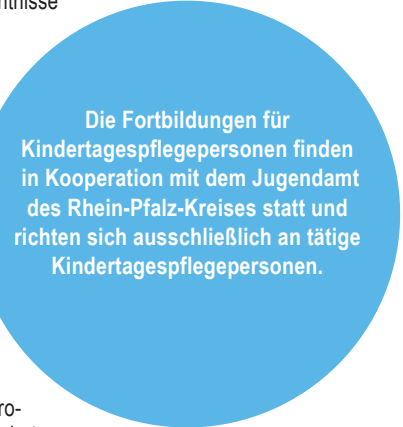 Die Fortbildungen für
Kindertagespflegepersonen finden
in Kooperation mit dem Jugendamt
des Rhein-Pfalz-Kreises statt und
richten sich ausschließlich an tätige
Kindertagespflegepersonen.
ro-